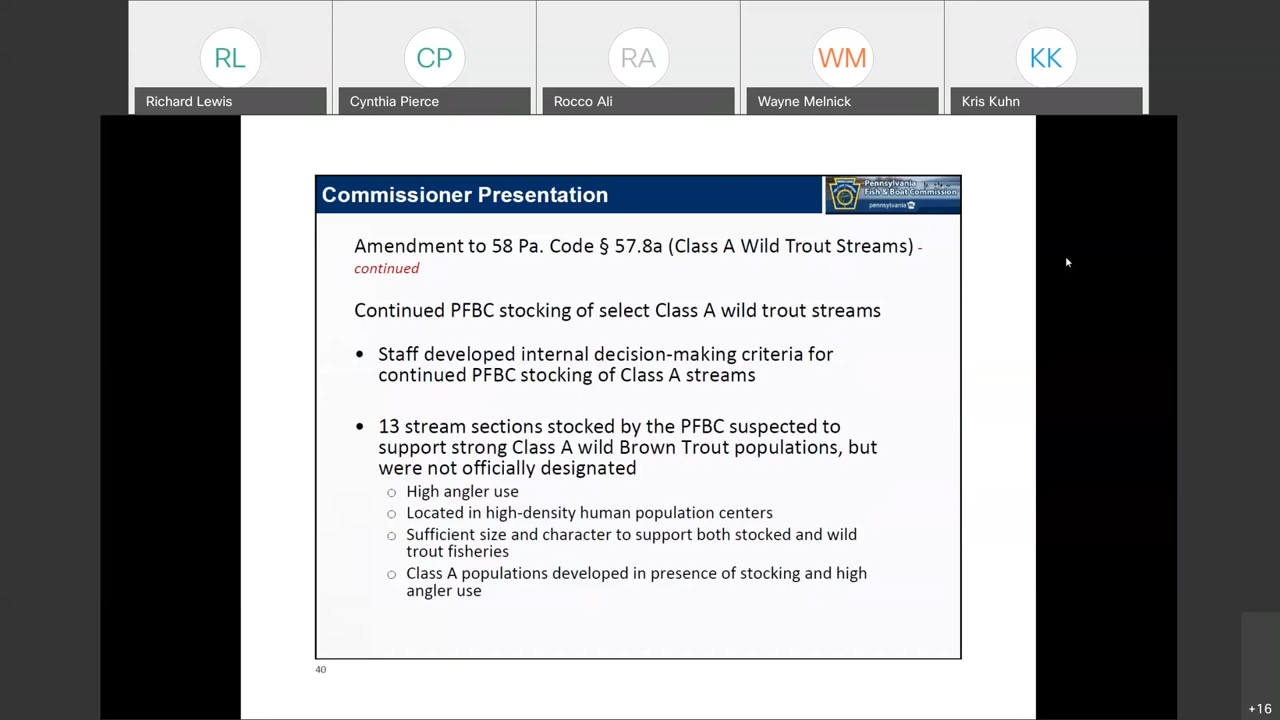 RL
CP
RA
WM
KK
Richard Lewis
Cynthia Pierce
Rocco Ali
Wayne Melnick
Kris Kuhn
Commissioner Presentation
Pennsylvania
Fish & Boat Commission
pennsylvania
Amendment to 58 Pa. Code § 57.8a (Class A Wild Trout Streams) -
continued
Continued PFBC stocking of select Class A wild trout streams
• Staff developed internal decision-making criteria for
continued PFBC stocking of Class A streams
• 13 stream sections stocked by the PFBC suspected to
support strong Class A wild Brown Trout populations, but
were not officially designated
○ High angler use
○ Located in high-density human population centers
○ Sufficient size and character to support both stocked and wild
trout fisheries
○ Class A populations developed in presence of stocking and high
angler use
40
+16